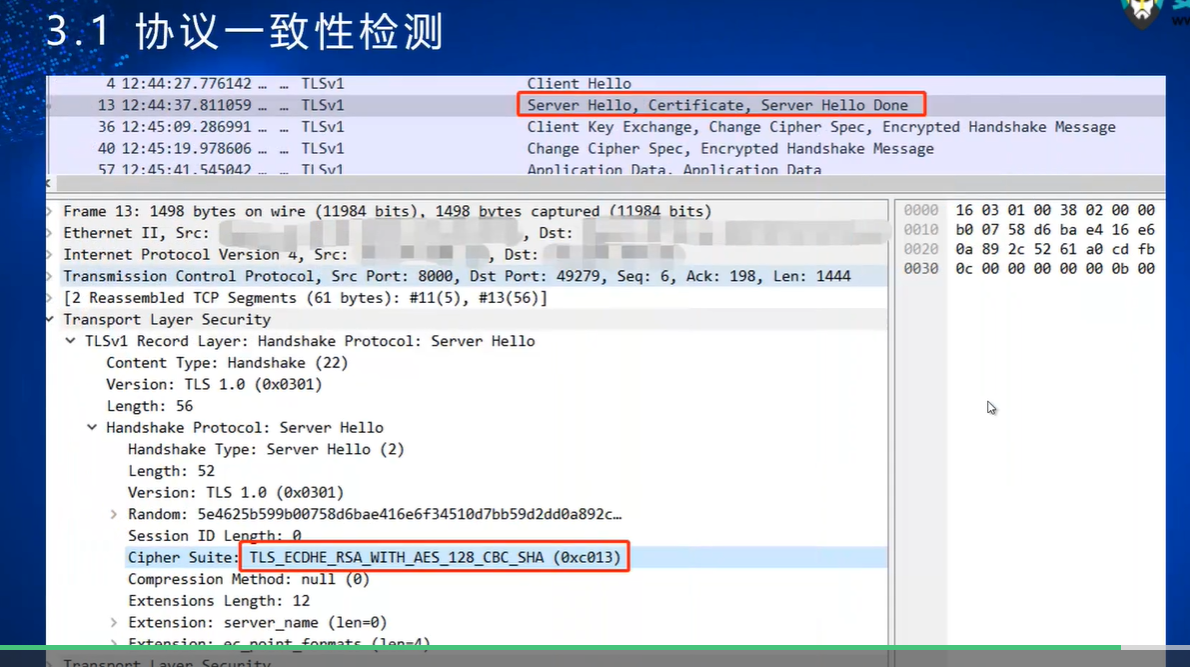 3.1 协议一致性检测
4 12:44:27.776142 … … TLSv1 Client Hello
13 12:44:37.811059 … … TLSv1 Server Hello, Certificate, Server Hello Done
36 12:45:09.286991 … … TLSv1 Client Key Exchange, Change Cipher Spec, Encrypted Handshake Message
40 12:45:19.978606 … … TLSv1 Change Cipher Spec, Encrypted Handshake Message
57 12:45:41.545042 … … TLSv1 Application Data, Application Data
Frame 13: 1498 bytes on wire (11984 bits), 1498 bytes captured (11984 bits)
Ethernet II, Src: , Dst:
Internet Protocol Version 4, Src: , Dst:
Transmission Control Protocol, Src Port: 8000, Dst Port: 49279, Seq: 6, Ack: 198, Len: 1444
[2 Reassembled TCP Segments (61 bytes): #11(5), #13(56)]
Transport Layer Security
TLSv1 Record Layer: Handshake Protocol: Server Hello
Content Type: Handshake (22)
Version: TLS 1.0 (0x0301)
Length: 56
Handshake Protocol: Server Hello
Handshake Type: Server Hello (2)
Length: 52
Version: TLS 1.0 (0x0301)
Random: 5e4625b599b00758d6bae416e6f34510d7bb59d2dd0a892c…
Session ID Length: 0
Cipher Suite: TLS_ECDHE_RSA_WITH_AES_128_CBC_SHA (0xc013)
Compression Method: null (0)
Extensions Length: 12
Extension: server_name (len=0)
Extension: ec_point_formats (len=4)
Transport Layer Security
0000 16 03 01 00 38 02 00 00
0010 b0 07 58 d6 ba e4 16 e6
0020 0a 89 2c 52 61 a0 cd fb
0030 0c 00 00 00 00 00 0b 00